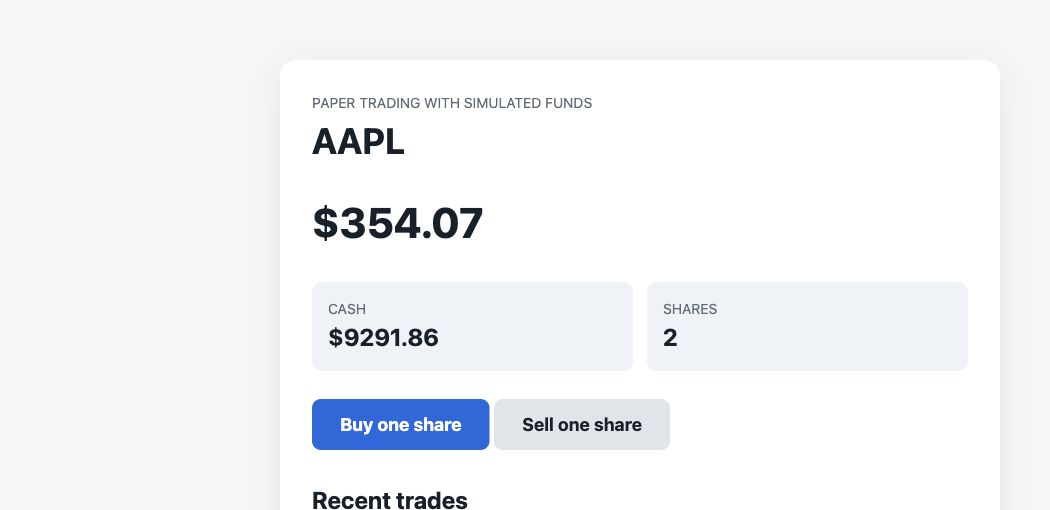 PAPER TRADING WITH SIMULATED FUNDS
AAPL
$354.07
CASH
$9291.86
SHARES
2
Buy one share
Sell one share
Recent trades